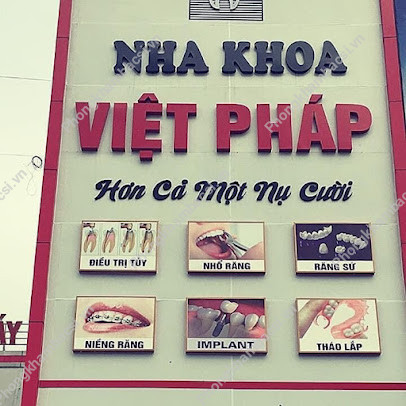 NHA KHOA
VIỆT PHÁP
Hơn Cả Một Nụ Cười
ĐIỀU TRỊ TỦY
NHỔ RĂNG
RĂNG SỨ
NIỀNG RĂNG
IMPLANT
THÁO LẮP